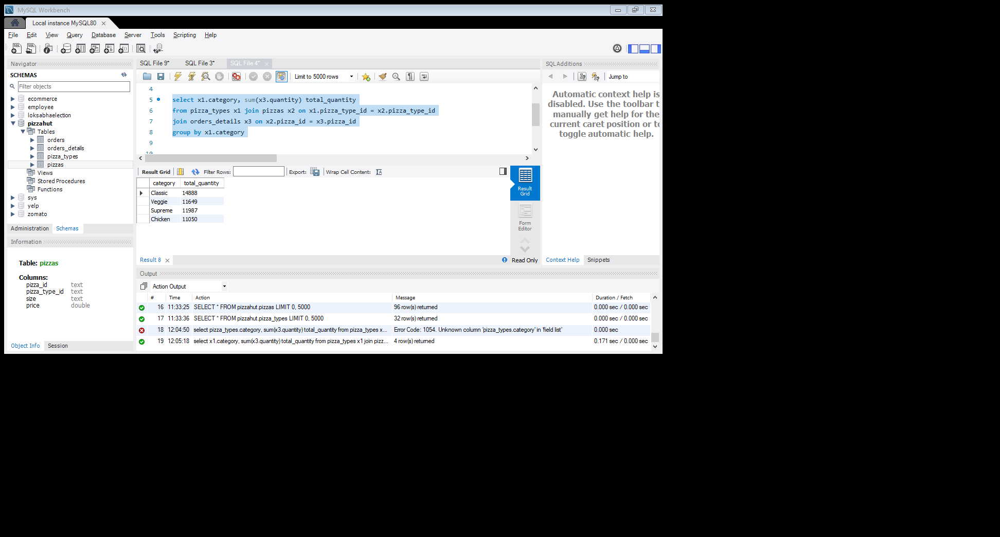 MySQL Workbench
Local instance MySQL80
File Edit View Query Database Server Tools Scripting Help
Navigator
SCHEMAS
Filter objects
ecommerce
employee
loksabhaelection
pizzahut
Tables
orders
orders_details
pizza_types
pizzas
Views
Stored Procedures
Functions
sys
yelp
zomato
Administration Schemas
Information
Table: pizzas
Columns:
pizza_id text
pizza_type_id text
size text
price double
Object Info Session
SQL File 9* SQL File 3* SQL File 4*
Limit to 5000 rows
4
5 select x1.category, sum(x3.quantity) total_quantity
6 from pizza_types x1 join pizzas x2 on x1.pizza_type_id = x2.pizza_type_id
7 join orders_details x3 on x2.pizza_id = x3.pizza_id
8 group by x1.category
9
10
Result Grid Filter Rows: Export: Wrap Cell Content:
category total_quantity
Classic 14888
Veggie 11649
Supreme 11987
Chicken 11050
Result
Grid
Form
Editor
Result 8 Read Only
SQLAdditions
Jump to
Automatic context help is
disabled. Use the toolbar t
manually get help for the
current caret position or to
toggle automatic help.
Context Help Snippets
Output
Action Output
# Time Action Message Duration / Fetch
16 11:33:25 SELECT * FROM pizzahut.pizzas LIMIT 0, 5000 96 row(s) returned 0.000 sec / 0.000 sec
17 11:33:36 SELECT * FROM pizzahut.pizza_types LIMIT 0, 5000 32 row(s) returned 0.000 sec / 0.000 sec
18 12:04:50 select pizza_types.category, sum(x3.quantity) total_quantity from pizza_types x... Error Code: 1054. Unknown column 'pizza_types.category' in 'field list' 0.000 sec
19 12:05:18 select x1.category, sum(x3.quantity) total_quantity from pizza_types x1 join pizz... 4 row(s) returned 0.171 sec / 0.000 sec